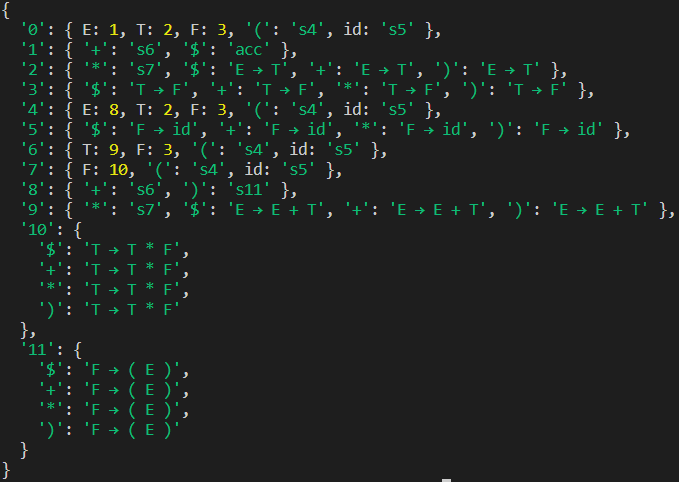 {
  '0': { E: 1, T: 2, F: 3, '(': 's4', id: 's5' },
  '1': { '+': 's6', '$': 'acc' },
  '2': { '*': 's7', '$': 'E → T', '+': 'E → T', ')': 'E → T' },
  '3': { '$': 'T → F', '+': 'T → F', '*': 'T → F', ')': 'T → F' },
  '4': { E: 8, T: 2, F: 3, '(': 's4', id: 's5' },
  '5': { '$': 'F → id', '+': 'F → id', '*': 'F → id', ')': 'F → id' },
  '6': { T: 9, F: 3, '(': 's4', id: 's5' },
  '7': { F: 10, '(': 's4', id: 's5' },
  '8': { '+': 's6', ')': 's11' },
  '9': { '*': 's7', '$': 'E → E + T', '+': 'E → E + T', ')': 'E → E + T' },
  '10': {
    '$': 'T → T * F',
    '+': 'T → T * F',
    '*': 'T → T * F',
    ')': 'T → T * F'
  },
  '11': {
    '$': 'F → ( E )',
    '+': 'F → ( E )',
    '*': 'F → ( E )',
    ')': 'F → ( E )'
  }
}